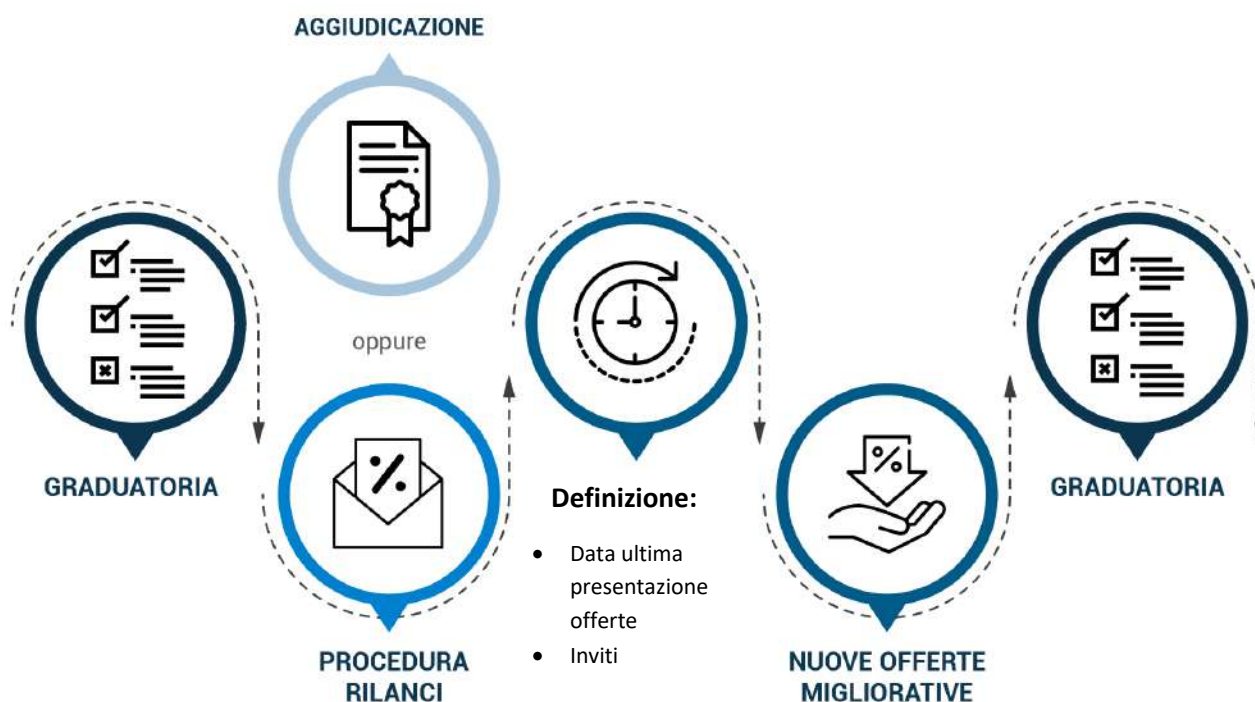 AGGIUDICAZIONE
GRADUATORIA
oppure
PROCEDURA
RILANCI
Definizione:
• Data ultima
presentazione
offerte
• Inviti
NUOVE OFFERTE
MIGLIORATIVE
GRADUATORIA